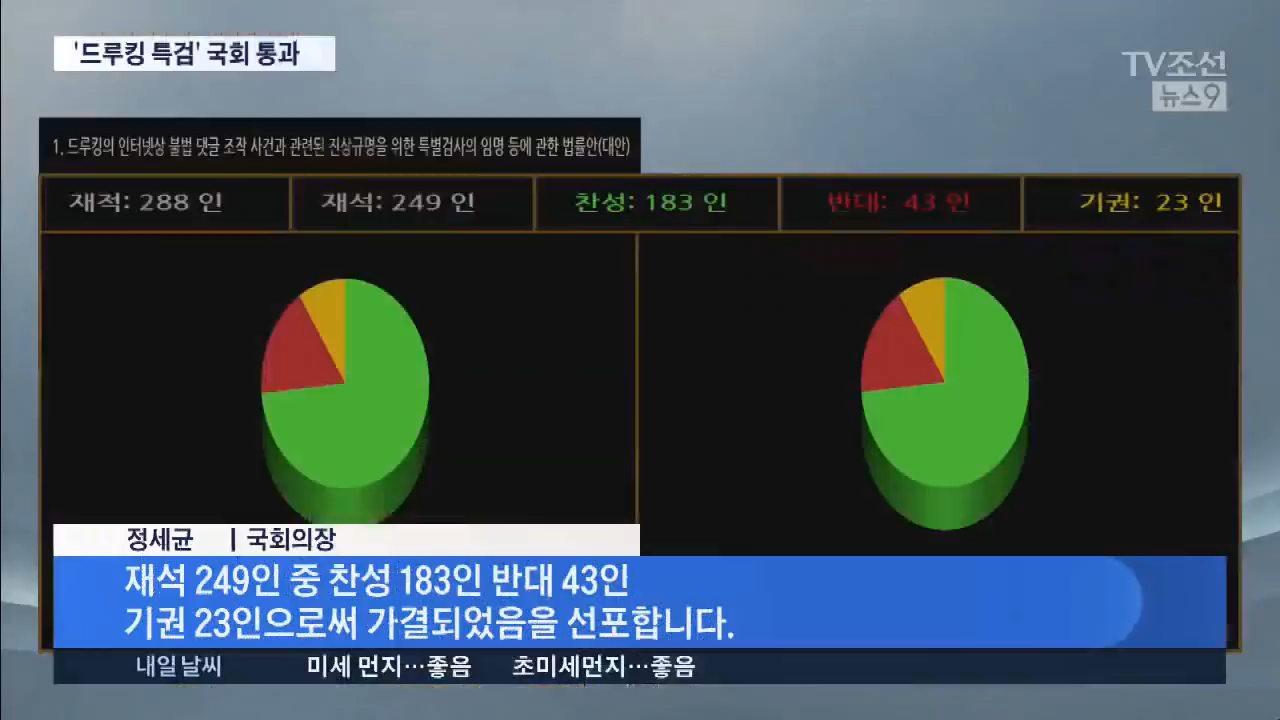 '드루킹 특검' 국회 통과
TV조선
뉴스9
1. 드루킹의 인터넷상 불법 댓글 조작 사건과 관련된 진상규명을 위한 특별검사의 임명 등에 관한 법률안(대안)
재적: 288 인 재석: 249 인 찬성: 183 인 반대: 43 인 기권: 23 인
정세균 | 국회의장
재석 249인 중 찬성 183인 반대 43인
기권 23인으로써 가결되었음을 선포합니다.
내일 날씨 미세 먼지…좋음 초미세먼지…좋음